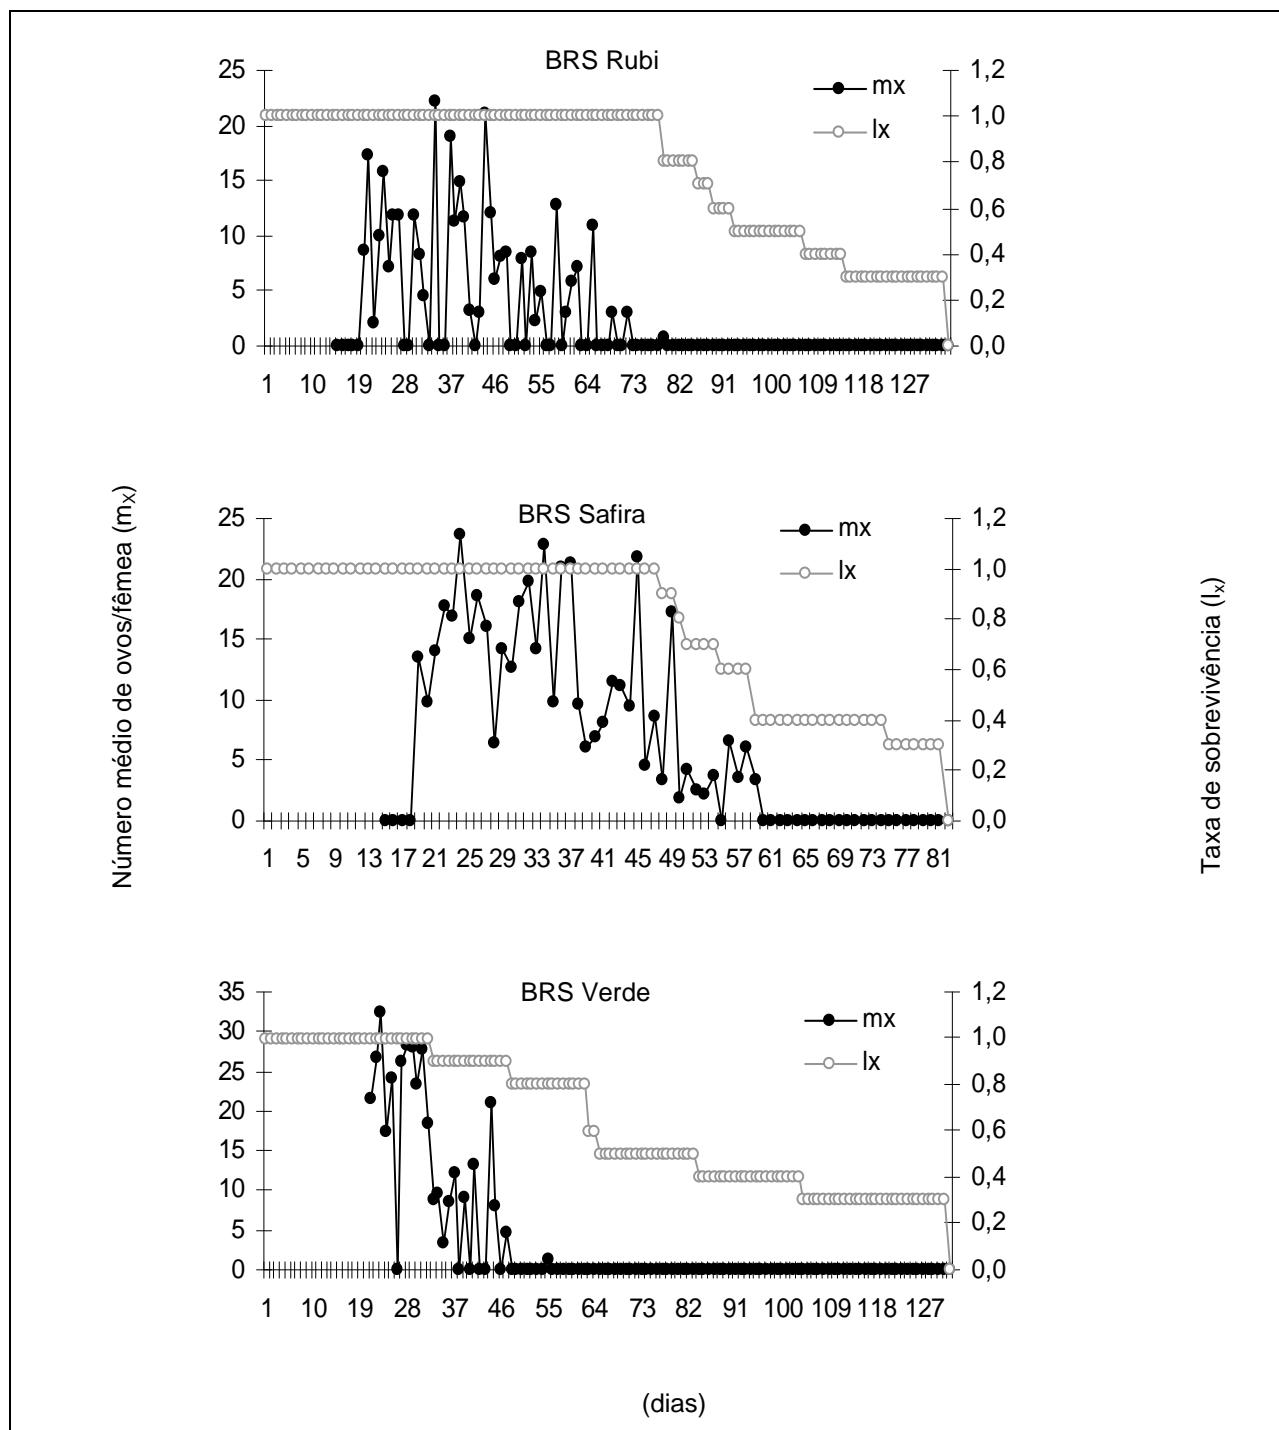 BRS Rubi
25
20
15
10
5
0
1,2
1,0
0,8
0,6
0,4
0,2
0,0
mx
lx
1 10 19 28 37 46 55 64 73 82 91 100 109 118 127
Número médio de ovos/fêmea (mx)
Taxa de sobrevivência (lx)
BRS Safira
25
20
15
10
5
0
1,2
1,0
0,8
0,6
0,4
0,2
0,0
mx
lx
1 5 9 13 17 21 25 29 33 37 41 45 49 53 57 61 65 69 73 77 81
BRS Verde
35
30
25
20
15
10
5
0
1,2
1,0
0,8
0,6
0,4
0,2
0,0
mx
lx
1 10 19 28 37 46 55 64 73 82 91 100 109 118 127
(dias)